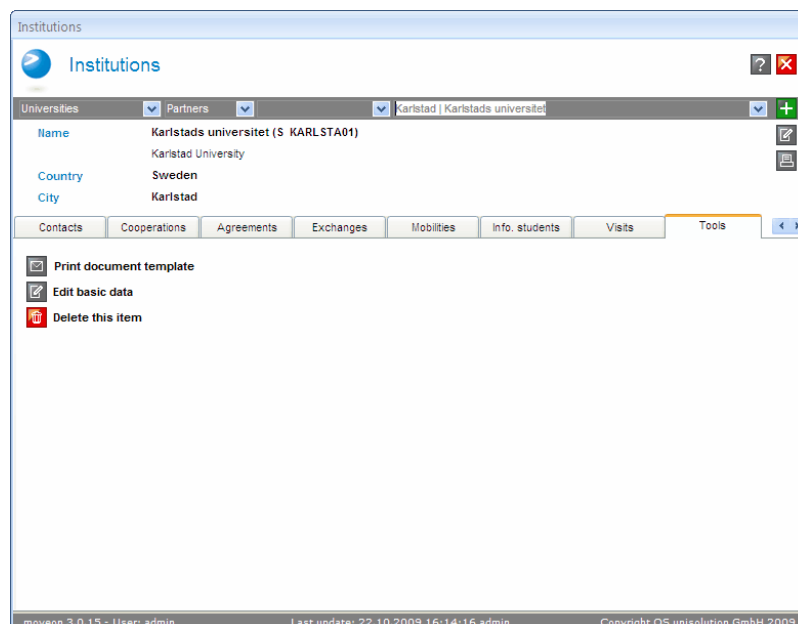 Institutions
Institutions
?
Universities Partners Karlstad | Karlstads universitet
Name Karlstads universitet (S KARLSTA01)
Karlstad University
Country Sweden
City Karlstad
Contacts Cooperations Agreements Exchanges Mobilities Info. students Visits Tools
Print document template
Edit basic data
Delete this item
moveon 3.0.15 - User: admin Last update: 22.10.2009 16:14:16 admin Copyright QS unisolution GmbH 2009